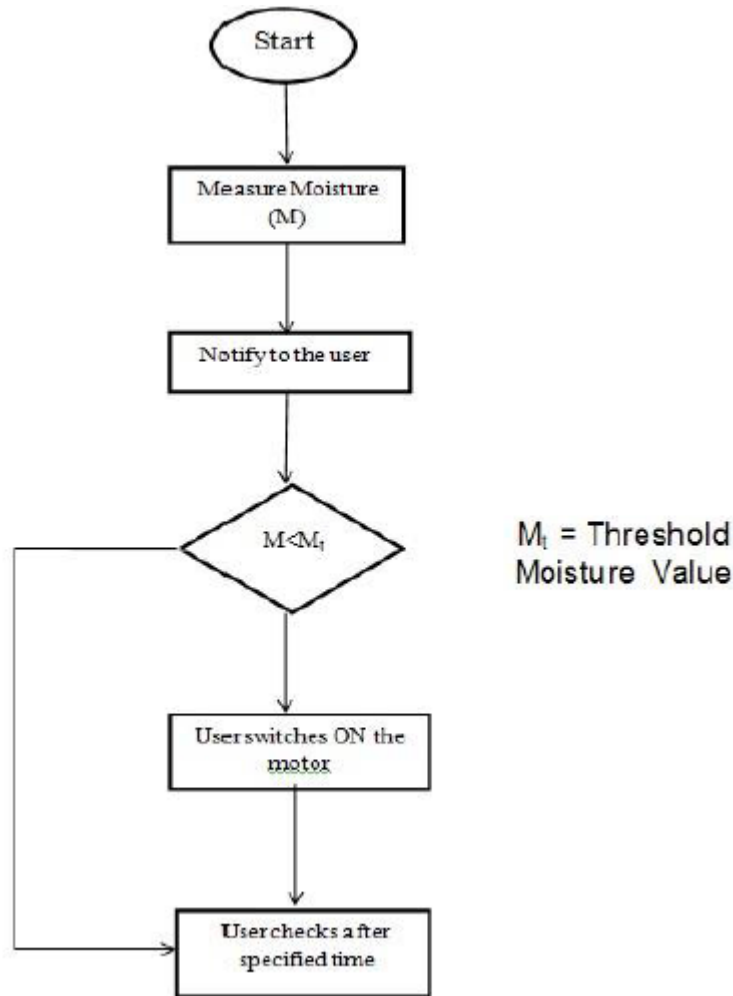 Start
Measure Moisture
(M)
Notify to the user
M<Mₜ
Mₜ = Threshold
Moisture Value
User switches ON the
motor
User checks after
specified time